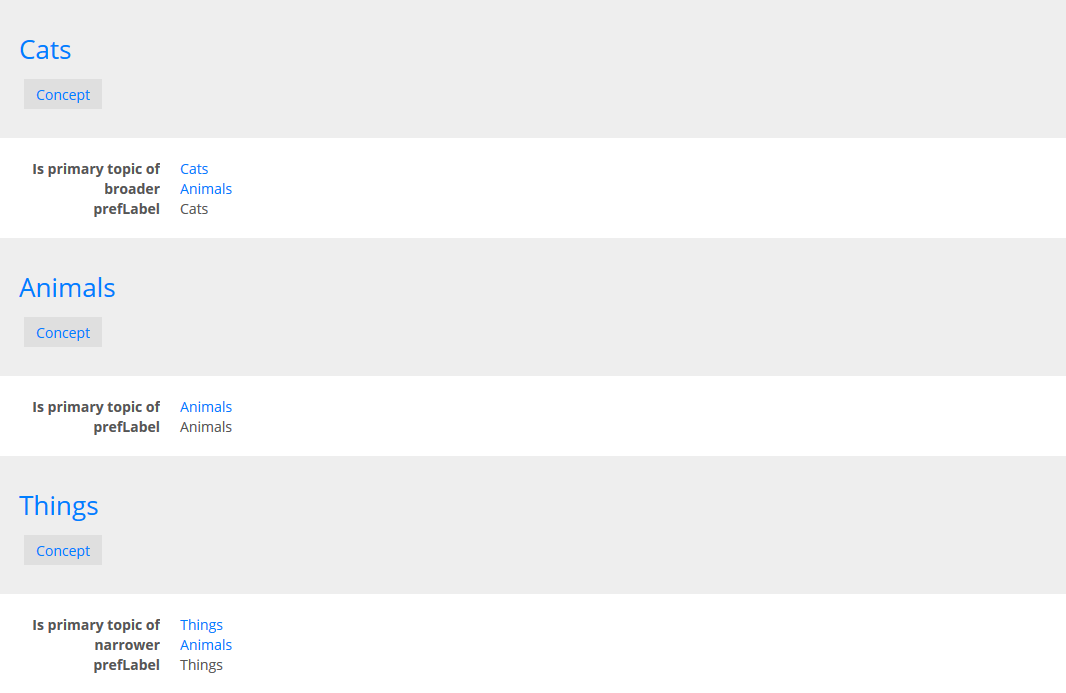 Cats
Concept
Is primary topic of Cats
broader Animals
prefLabel Cats
Animals
Concept
Is primary topic of Animals
prefLabel Animals
Things
Concept
Is primary topic of Things
narrower Animals
prefLabel Things